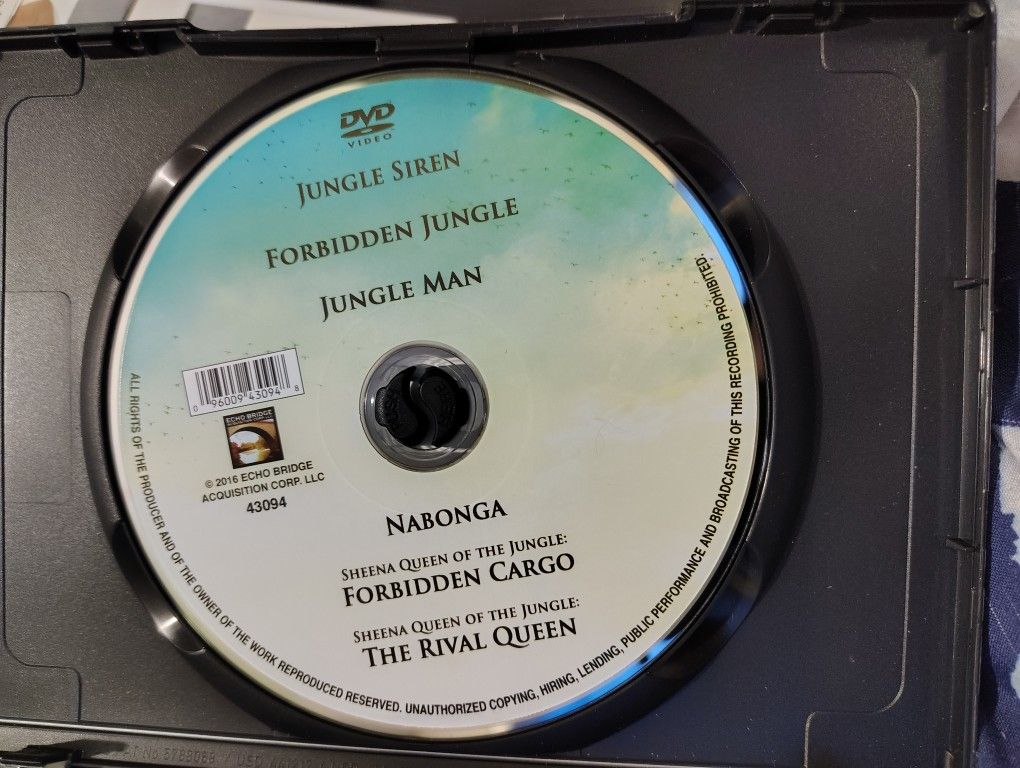 DVD
VIDEO
JUNGLE SIREN
FORBIDDEN JUNGLE
JUNGLE MAN
0 96009 43094 8
ECHO BRIDGE
© 2016 ECHO BRIDGE
ACQUISITION CORP. LLC
43094
NABONGA
SHEENA QUEEN OF THE JUNGLE:
FORBIDDEN CARGO
SHEENA QUEEN OF THE JUNGLE:
THE RIVAL QUEEN
ALL RIGHTS OF THE PRODUCER AND OF THE OWNER OF THE WORK REPRODUCED RESERVED. UNAUTHORIZED COPYING, HIRING, LENDING, PUBLIC PERFORMANCE AND BROADCASTING OF THIS RECORDING PROHIBITED.